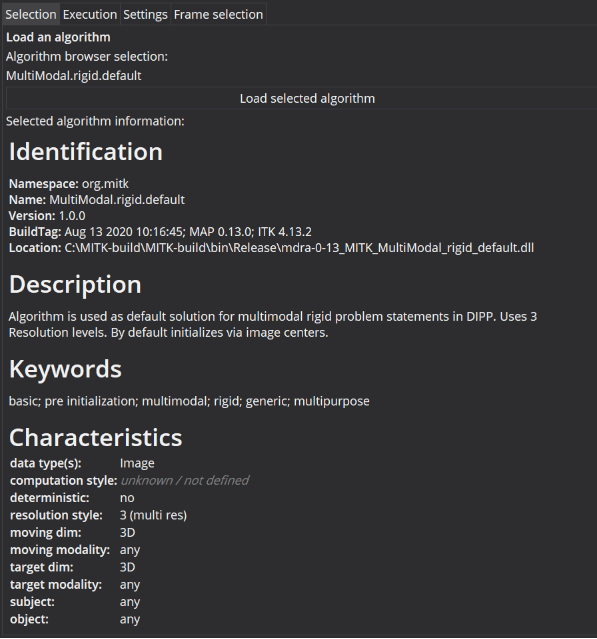 Selection Execution Settings Frame selection
Load an algorithm
Algorithm browser selection:
MultiModal.rigid.default
Load selected algorithm
Selected algorithm information:
Identification
Namespace: org.mitk
Name: MultiModal.rigid.default
Version: 1.0.0
BuildTag: Aug 13 2020 10:16:45; MAP 0.13.0; ITK 4.13.2
Location: C:\MITK-build\MITK-build\bin\Release\mdra-0-13_MITK_MultiModal_rigid_default.dll
Description
Algorithm is used as default solution for multimodal rigid problem statements in DIPP. Uses 3
Resolution levels. By default initializes via image centers.
Keywords
basic; pre initialization; multimodal; rigid; generic; multipurpose
Characteristics
data type(s): Image
computation style: unknown / not defined
deterministic: no
resolution style: 3 (multi res)
moving dim: 3D
moving modality: any
target dim: 3D
target modality: any
subject: any
object: any